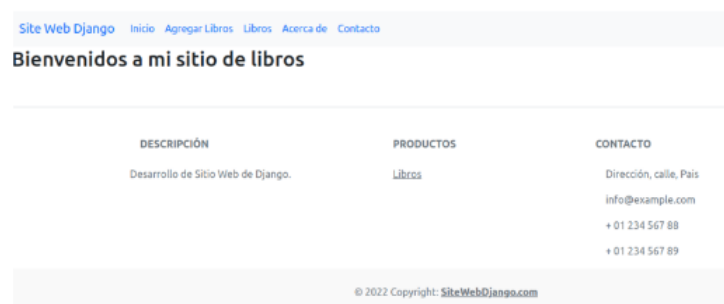 Site Web Django Inicio Agregar Libros Libros Acerca de Contacto
Bienvenidos a mi sitio de libros
DESCRIPCIÓN
Desarrollo de Sitio Web de Django.
PRODUCTOS
Libros
CONTACTO
Dirección, calle, Pais
info@example.com
+ 01 234 567 88
+ 01 234 567 89
© 2022 Copyright: SiteWebDjango.com